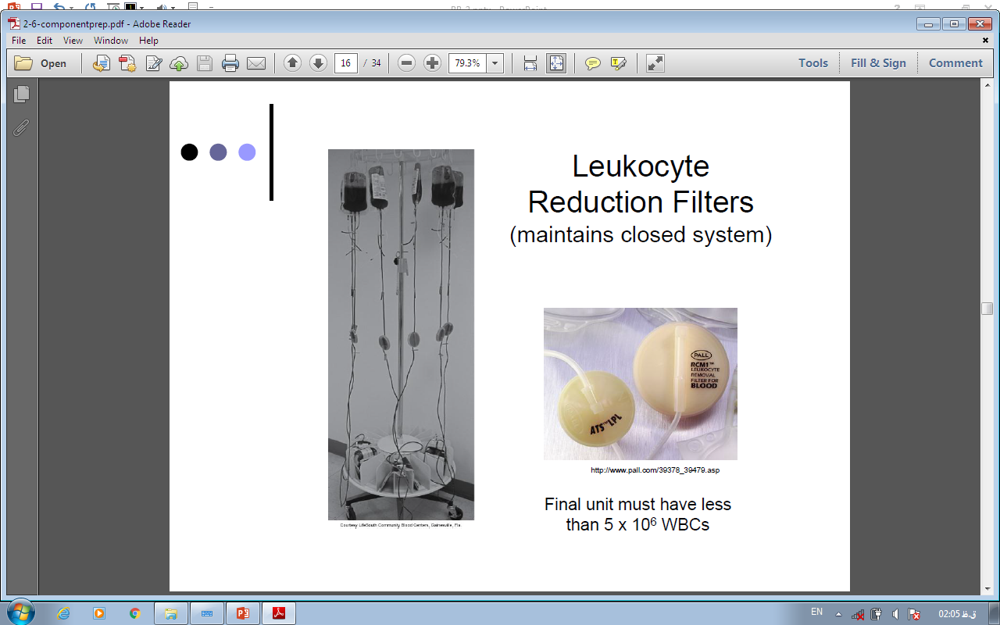 2-6-componentprep.pdf - Adobe Reader
File Edit View Window Help
Open 16 / 34 79.3% Tools Fill & Sign Comment
Leukocyte
Reduction Filters
(maintains closed system)
PALL
RCM1™
LEUKOCYTE
REMOVAL
FILTER FOR
BLOOD
ATS™ LPL
http://www.pall.com/39378_39479.asp
Final unit must have less
than 5 x 10⁶ WBCs
Courtesy LifeSouth Community Blood Centers, Gainesville, Fla.
EN 02:05 ق.ظ